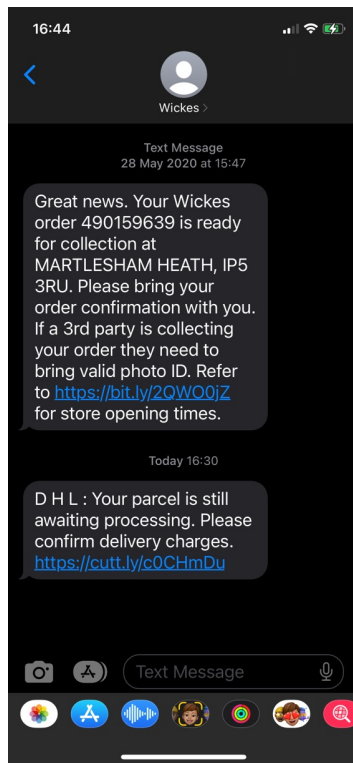 16:44
Wickes
Text Message
28 May 2020 at 15:47
Great news. Your Wickes
order 490159639 is ready
for collection at
MARTLESHAM HEATH, IP5
3RU. Please bring your
order confirmation with you.
If a 3rd party is collecting
your order they need to
bring valid photo ID. Refer
to https://bit.ly/2QWO0jZ
for store opening times.
Today 16:30
D H L : Your parcel is still
awaiting processing. Please
confirm delivery charges.
https://cutt.ly/c0CHmDu
Text Message